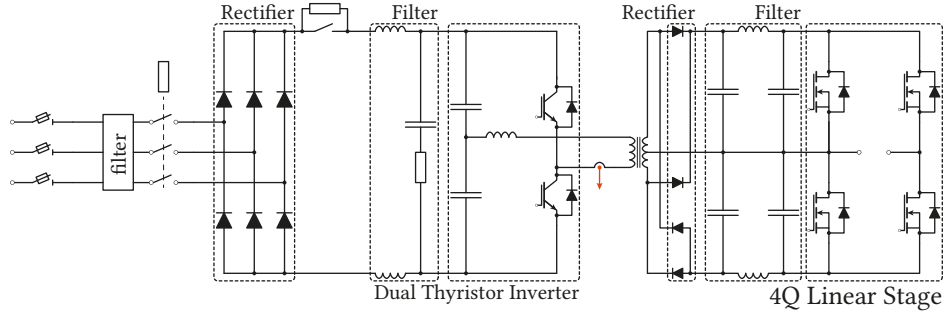 Rectifier
Filter
Rectifier
Filter
filter
Dual Thyristor Inverter
4Q Linear Stage